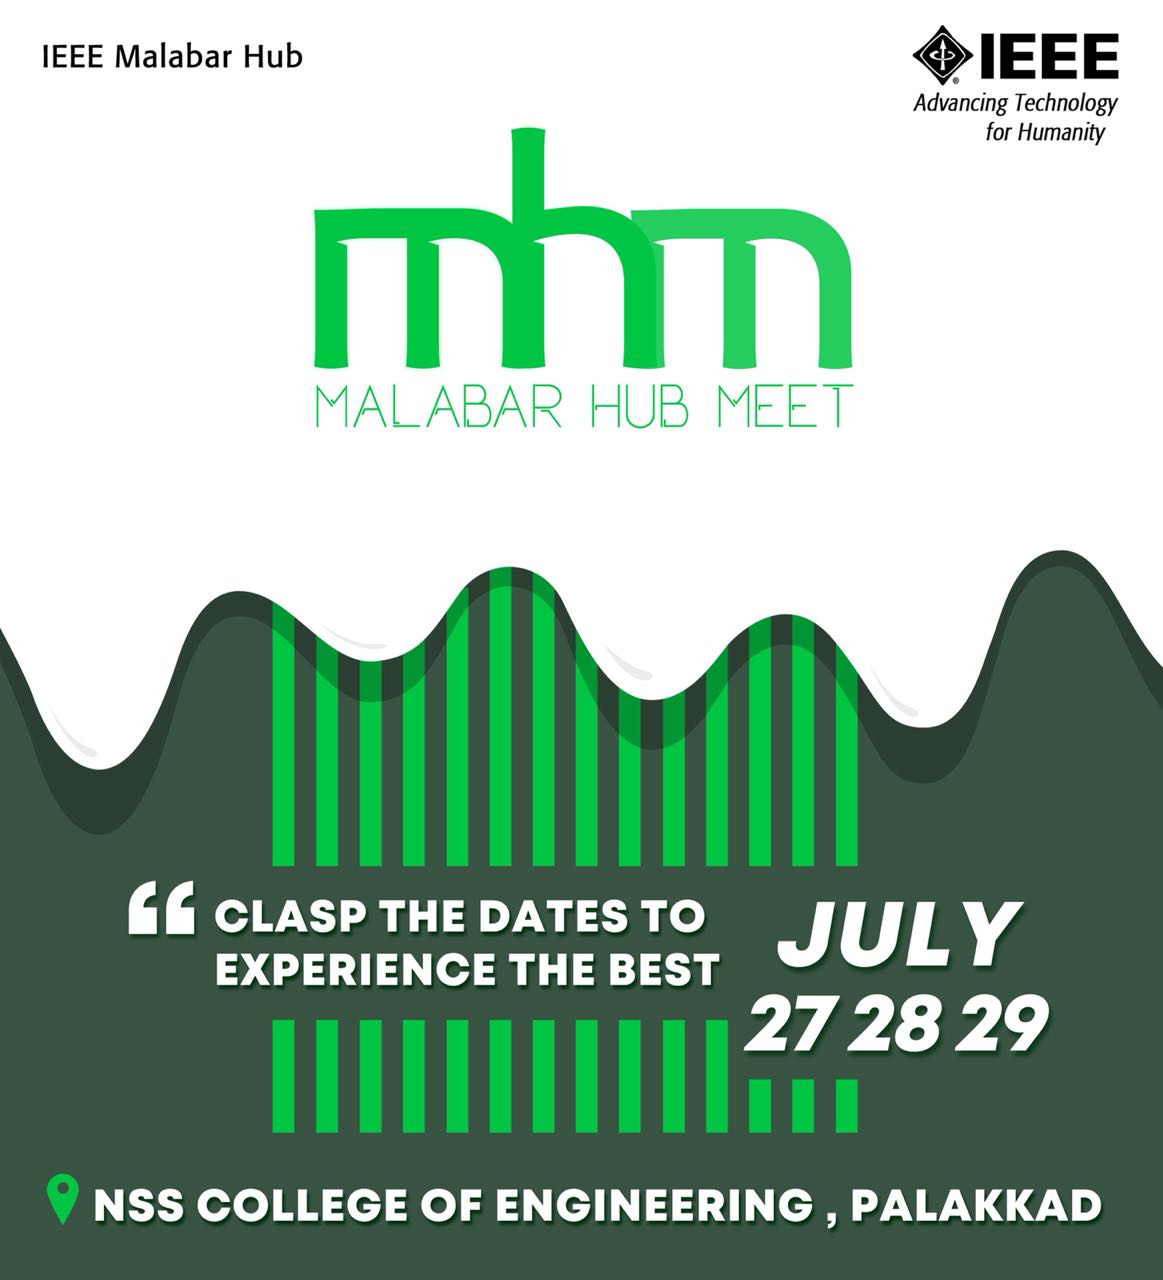 IEEE Malabar Hub
IEEE
Advancing Technology
for Humanity
mhm
MALABAR HUB MEET
“ CLASP THE DATES TO
EXPERIENCE THE BEST
JULY
27 28 29
NSS COLLEGE OF ENGINEERING , PALAKKAD